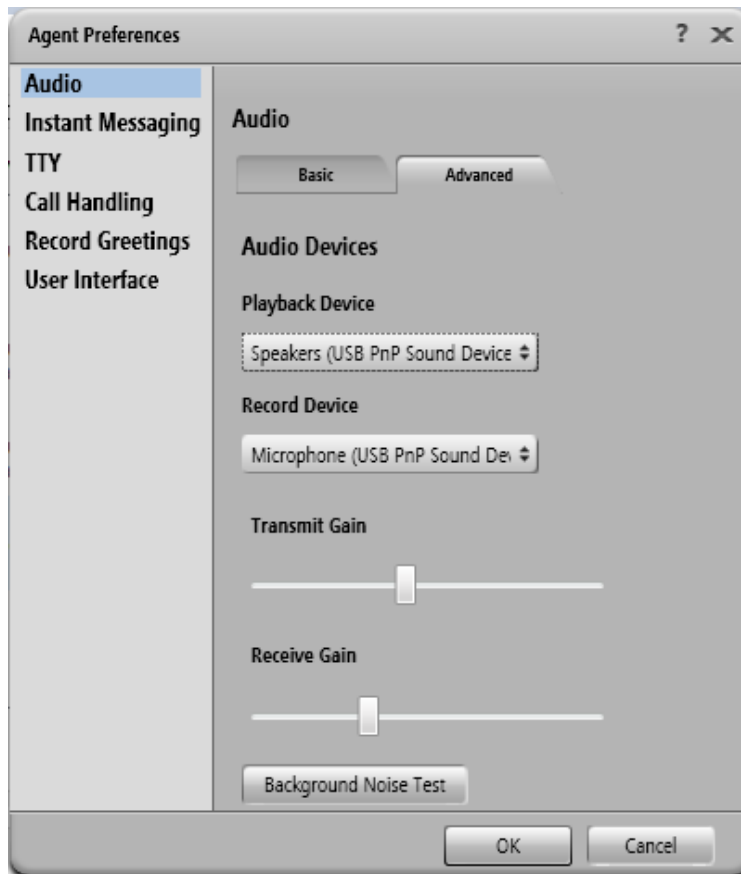 Agent Preferences
?
Audio
Instant Messaging
TTY
Call Handling
Record Greetings
User Interface
Audio
Basic
Advanced
Audio Devices
Playback Device
Speakers (USB PnP Sound Device
Record Device
Microphone (USB PnP Sound Dev
Transmit Gain
Receive Gain
Background Noise Test
OK
Cancel